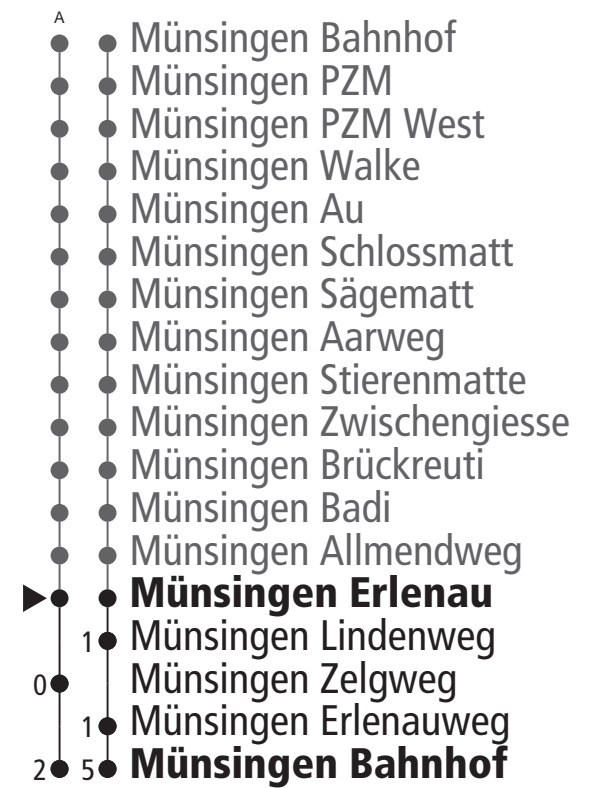 A
Münsingen Bahnhof
Münsingen PZM
Münsingen PZM West
Münsingen Walke
Münsingen Au
Münsingen Schlossmatt
Münsingen Sägematt
Münsingen Aarweg
Münsingen Stierenmatte
Münsingen Zwischengiesse
Münsingen Brückreuti
Münsingen Badi
Münsingen Allmendweg
Münsingen Erlenau
1 Münsingen Lindenweg
0 Münsingen Zelgweg
1 Münsingen Erlenauweg
2 5 Münsingen Bahnhof